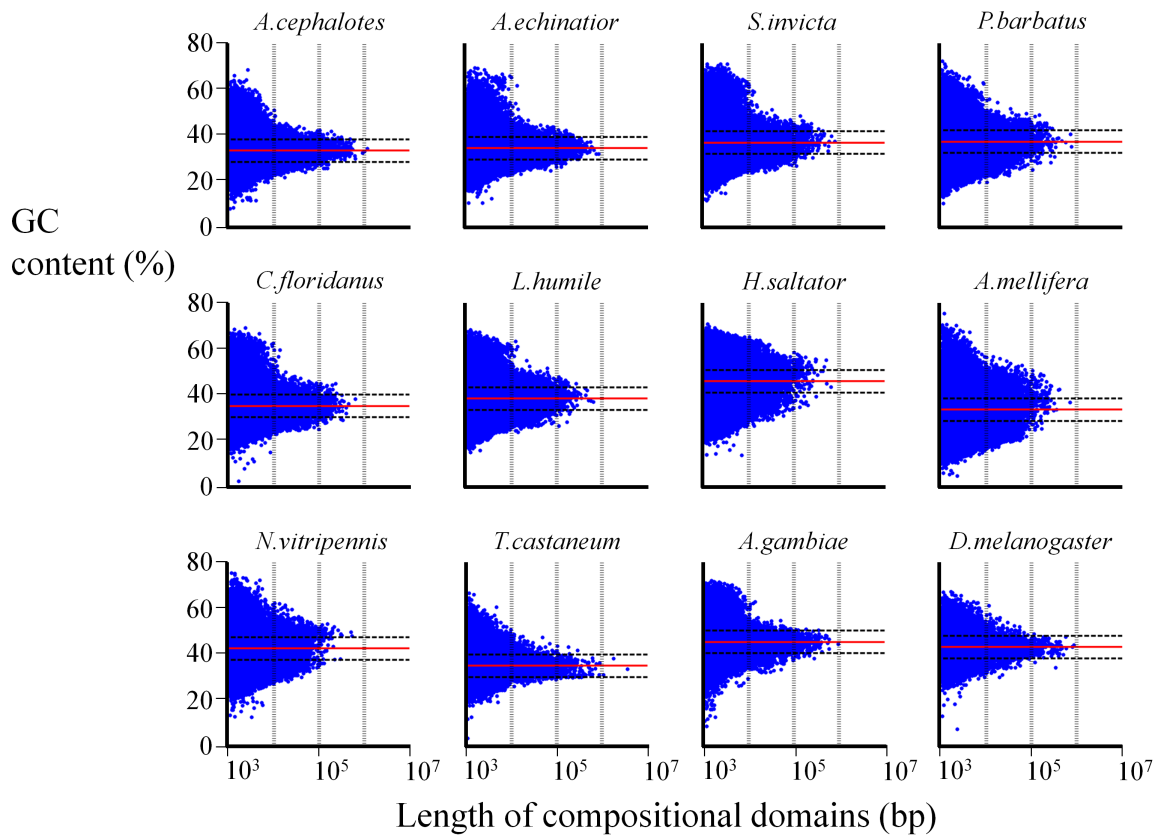 A.cephalotes A.echinatior S.invicta P.barbatus
80
60
40
20
0
GC
content (%)
C.floridanus L.humile H.saltator A.mellifera
80
60
40
20
0
N.vitripennis T.castaneum A.gambiae D.melanogaster
80
60
40
20
0
10³ 10⁵ 10⁷ 10³ 10⁵ 10⁷ 10³ 10⁵ 10⁷ 10³ 10⁵ 10⁷
Length of compositional domains (bp)